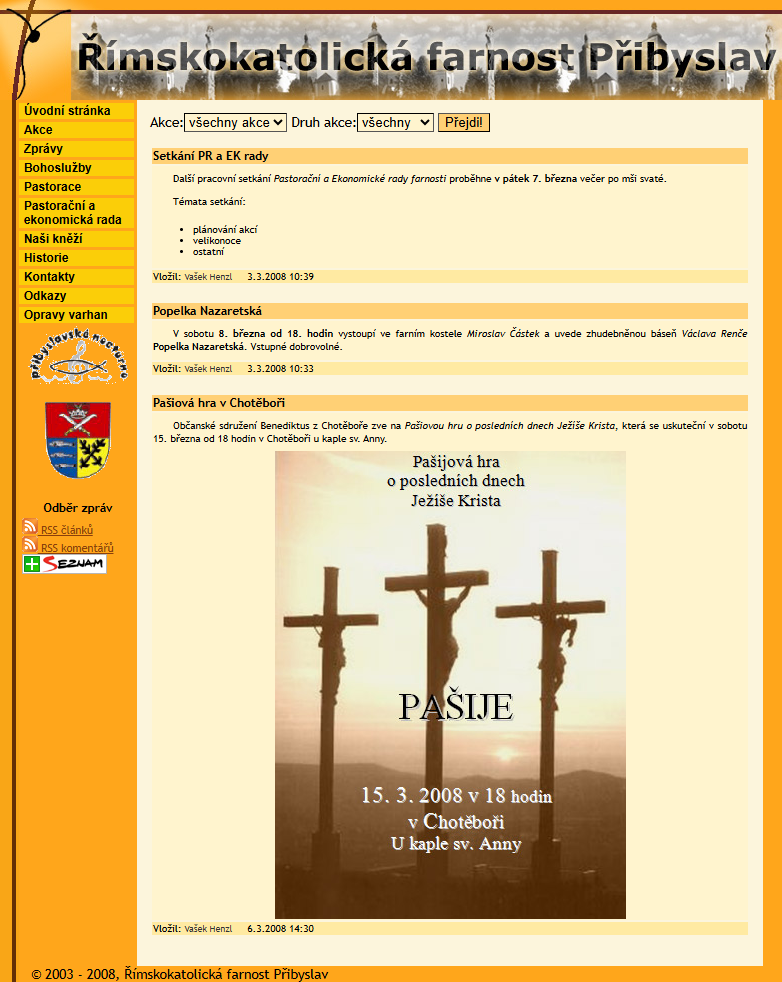 Římskokatolická farnost Přibyslav
Úvodní stránka
Akce
Zprávy
Bohoslužby
Pastorace
Pastorační a
ekonomická rada
Naši kněží
Historie
Kontakty
Odkazy
Opravy varhan
přibyslavské nocturno
Odběr zpráv
RSS článků
RSS komentářů
SEZNAM
Akce: všechny akce Druh akce: všechny Přejdi!
Setkání PR a EK rady
Další pracovní setkání Pastorační a Ekonomické rady farnosti proběhne v pátek 7. března večer po mši svaté.
Témata setkání:
• plánování akcí
• velikonoce
• ostatní
Vložil: Vašek Henzl 3.3.2008 10:39
Popelka Nazaretská
V sobotu 8. března od 18. hodin vystoupí ve farním kostele Miroslav Částek a uvede zhudebněnou báseň Václava Renče
Popelka Nazaretská. Vstupné dobrovolné.
Vložil: Vašek Henzl 3.3.2008 10:33
Pašiová hra v Chotěboři
Občanské sdružení Benediktus z Chotěboře zve na Pašiovou hru o posledních dnech Ježíše Krista, která se uskuteční v sobotu
15. března od 18 hodin v Chotěboři u kaple sv. Anny.
Pašijová hra
o posledních dnech
Ježíše Krista
PAŠIJE
15. 3. 2008 v 18 hodin
v Chotěboři
U kaple sv. Anny
Vložil: Vašek Henzl 6.3.2008 14:30
© 2003 - 2008, Římskokatolická farnost Přibyslav